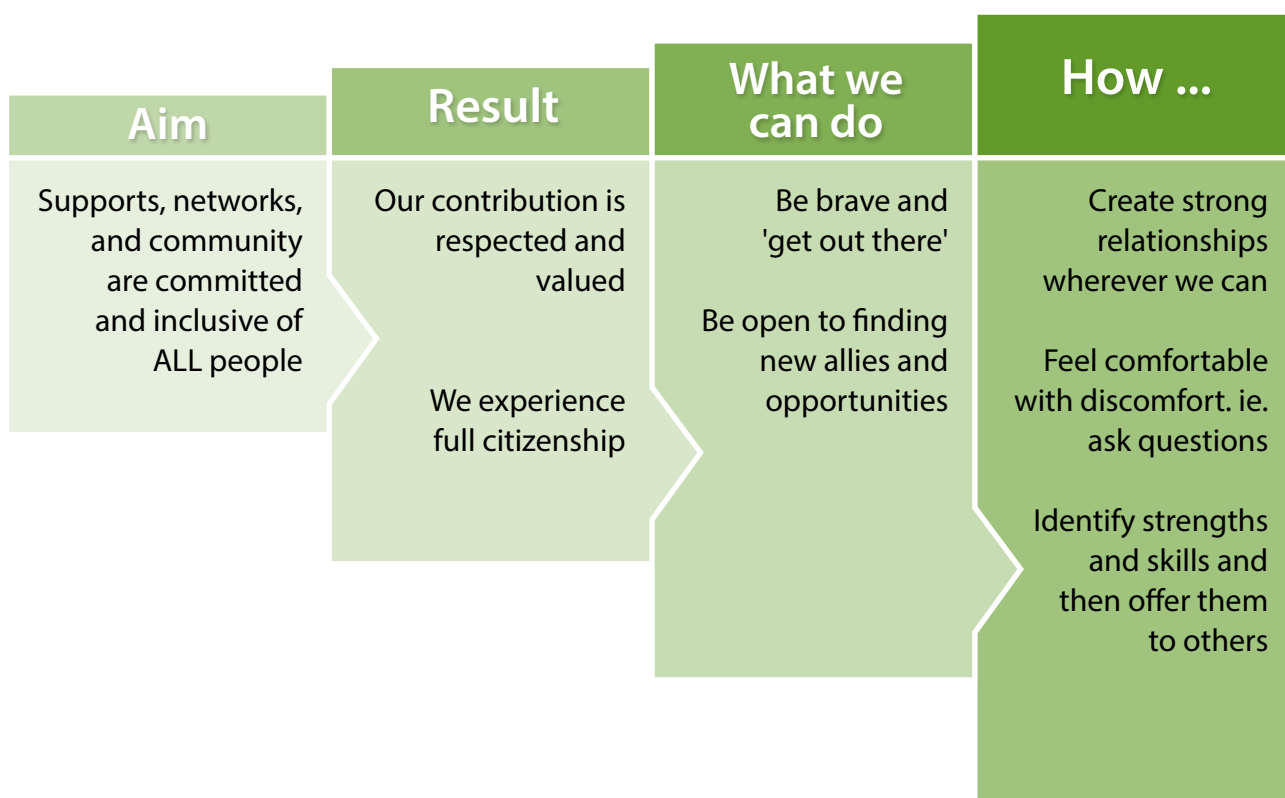 Aim
Supports, networks,
and community
are committed
and inclusive of
ALL people
Result
Our contribution is
respected and
valued
We experience
full citizenship
What we
can do
Be brave and
'get out there'
Be open to finding
new allies and
opportunities
How ...
Create strong
relationships
wherever we can
Feel comfortable
with discomfort. ie.
ask questions
Identify strengths
and skills and
then offer them
to others